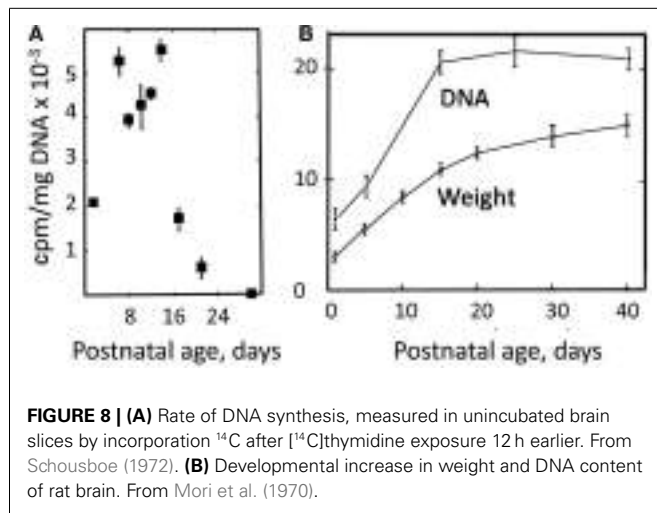 A
cpm/mg DNA x 10⁻³
5
4
3
2
1
8 16 24
Postnatal age, days
B
20
10
0
DNA
Weight
0 10 20 30 40
Postnatal age, days
FIGURE 8 | (A) Rate of DNA synthesis, measured in unincubated brain
slices by incorporation ¹⁴C after [¹⁴C]thymidine exposure 12 h earlier. From
Schousboe (1972). (B) Developmental increase in weight and DNA content
of rat brain. From Mori et al. (1970).